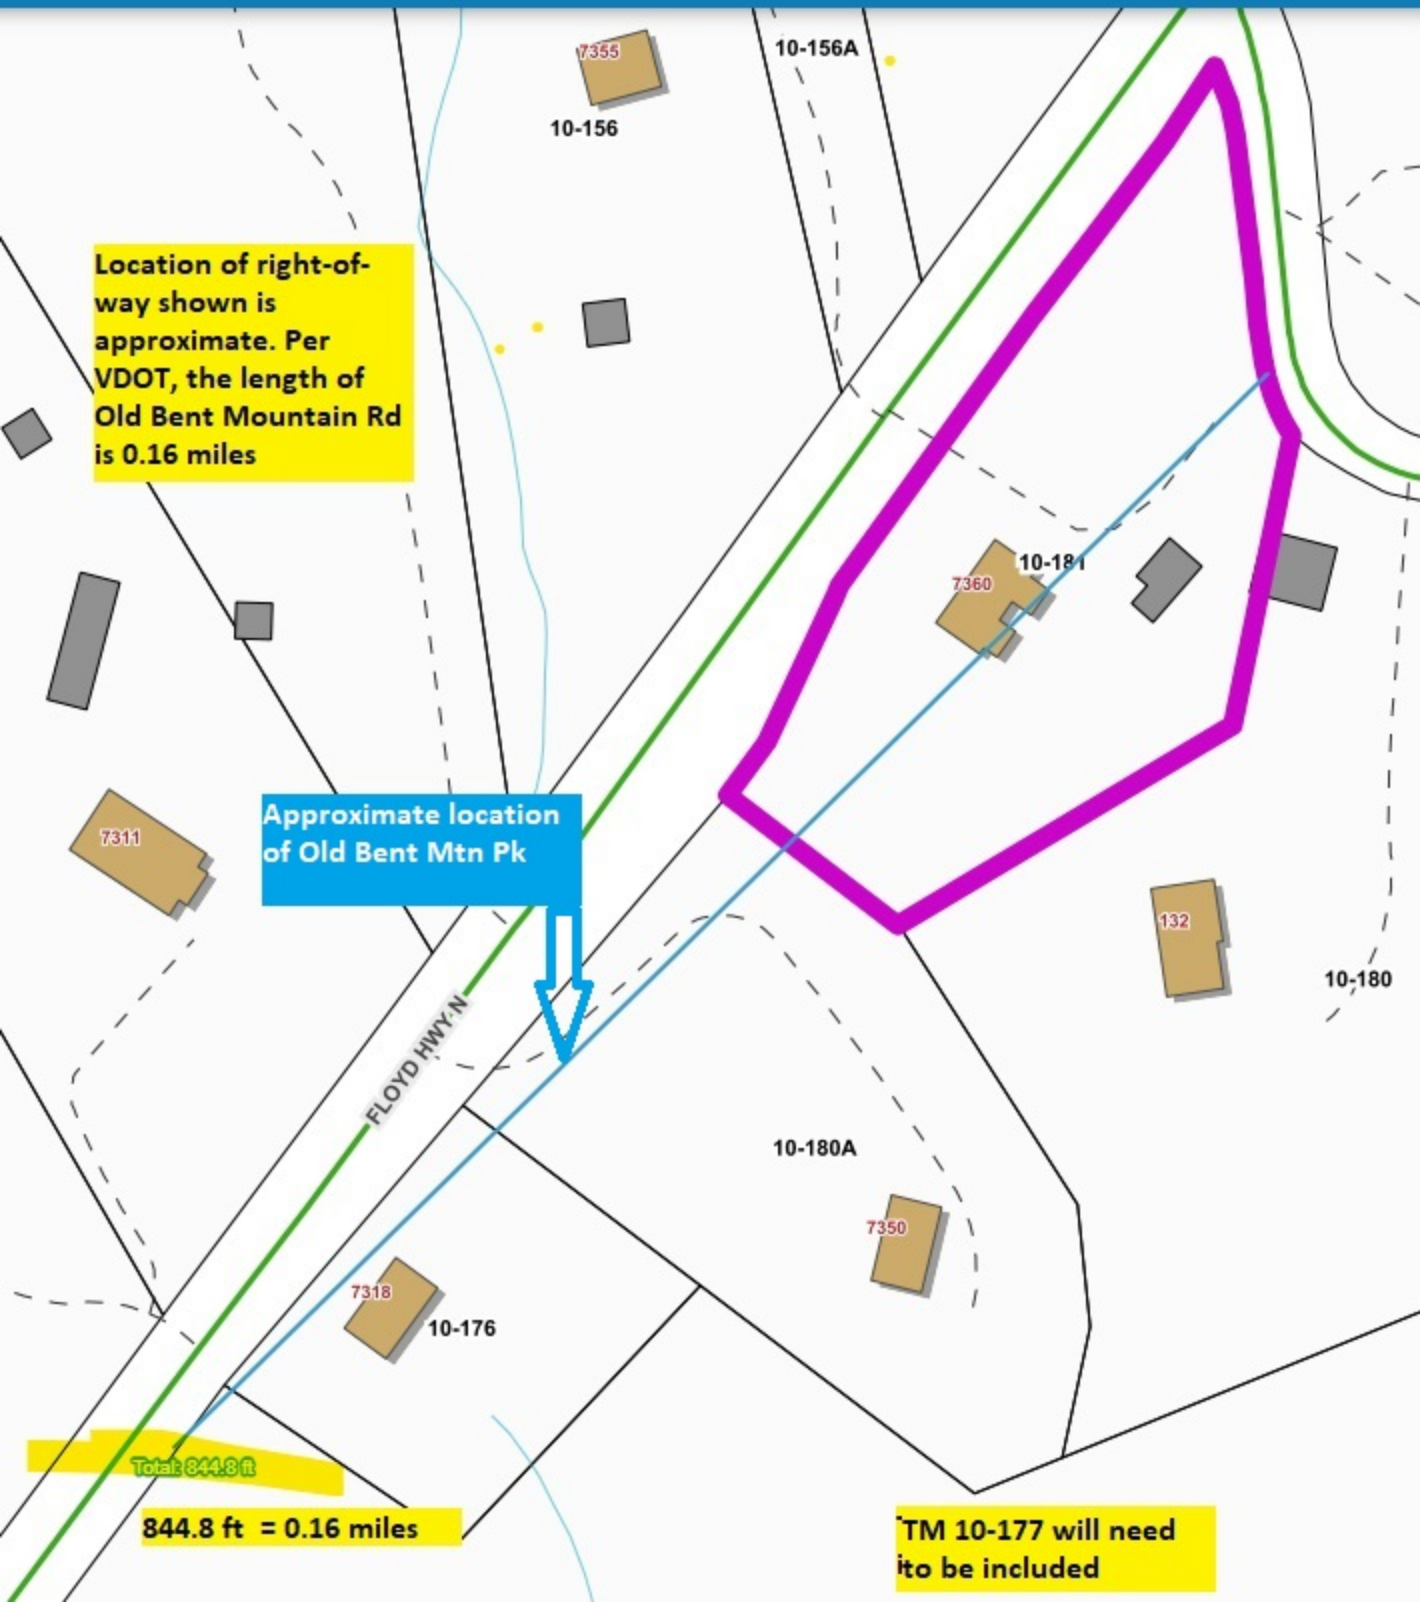 7355
10-156A
10-156
Location of right-of-
way shown is
approximate. Per
VDOT, the length of
Old Bent Mountain Rd
is 0.16 miles
10-181
7360
Approximate location
of Old Bent Mtn Pk
7311
132
10-180
FLOYD HWY N
10-180A
7350
7318
10-176
Total: 844.8 ft
844.8 ft = 0.16 miles
TM 10-177 will need
to be included